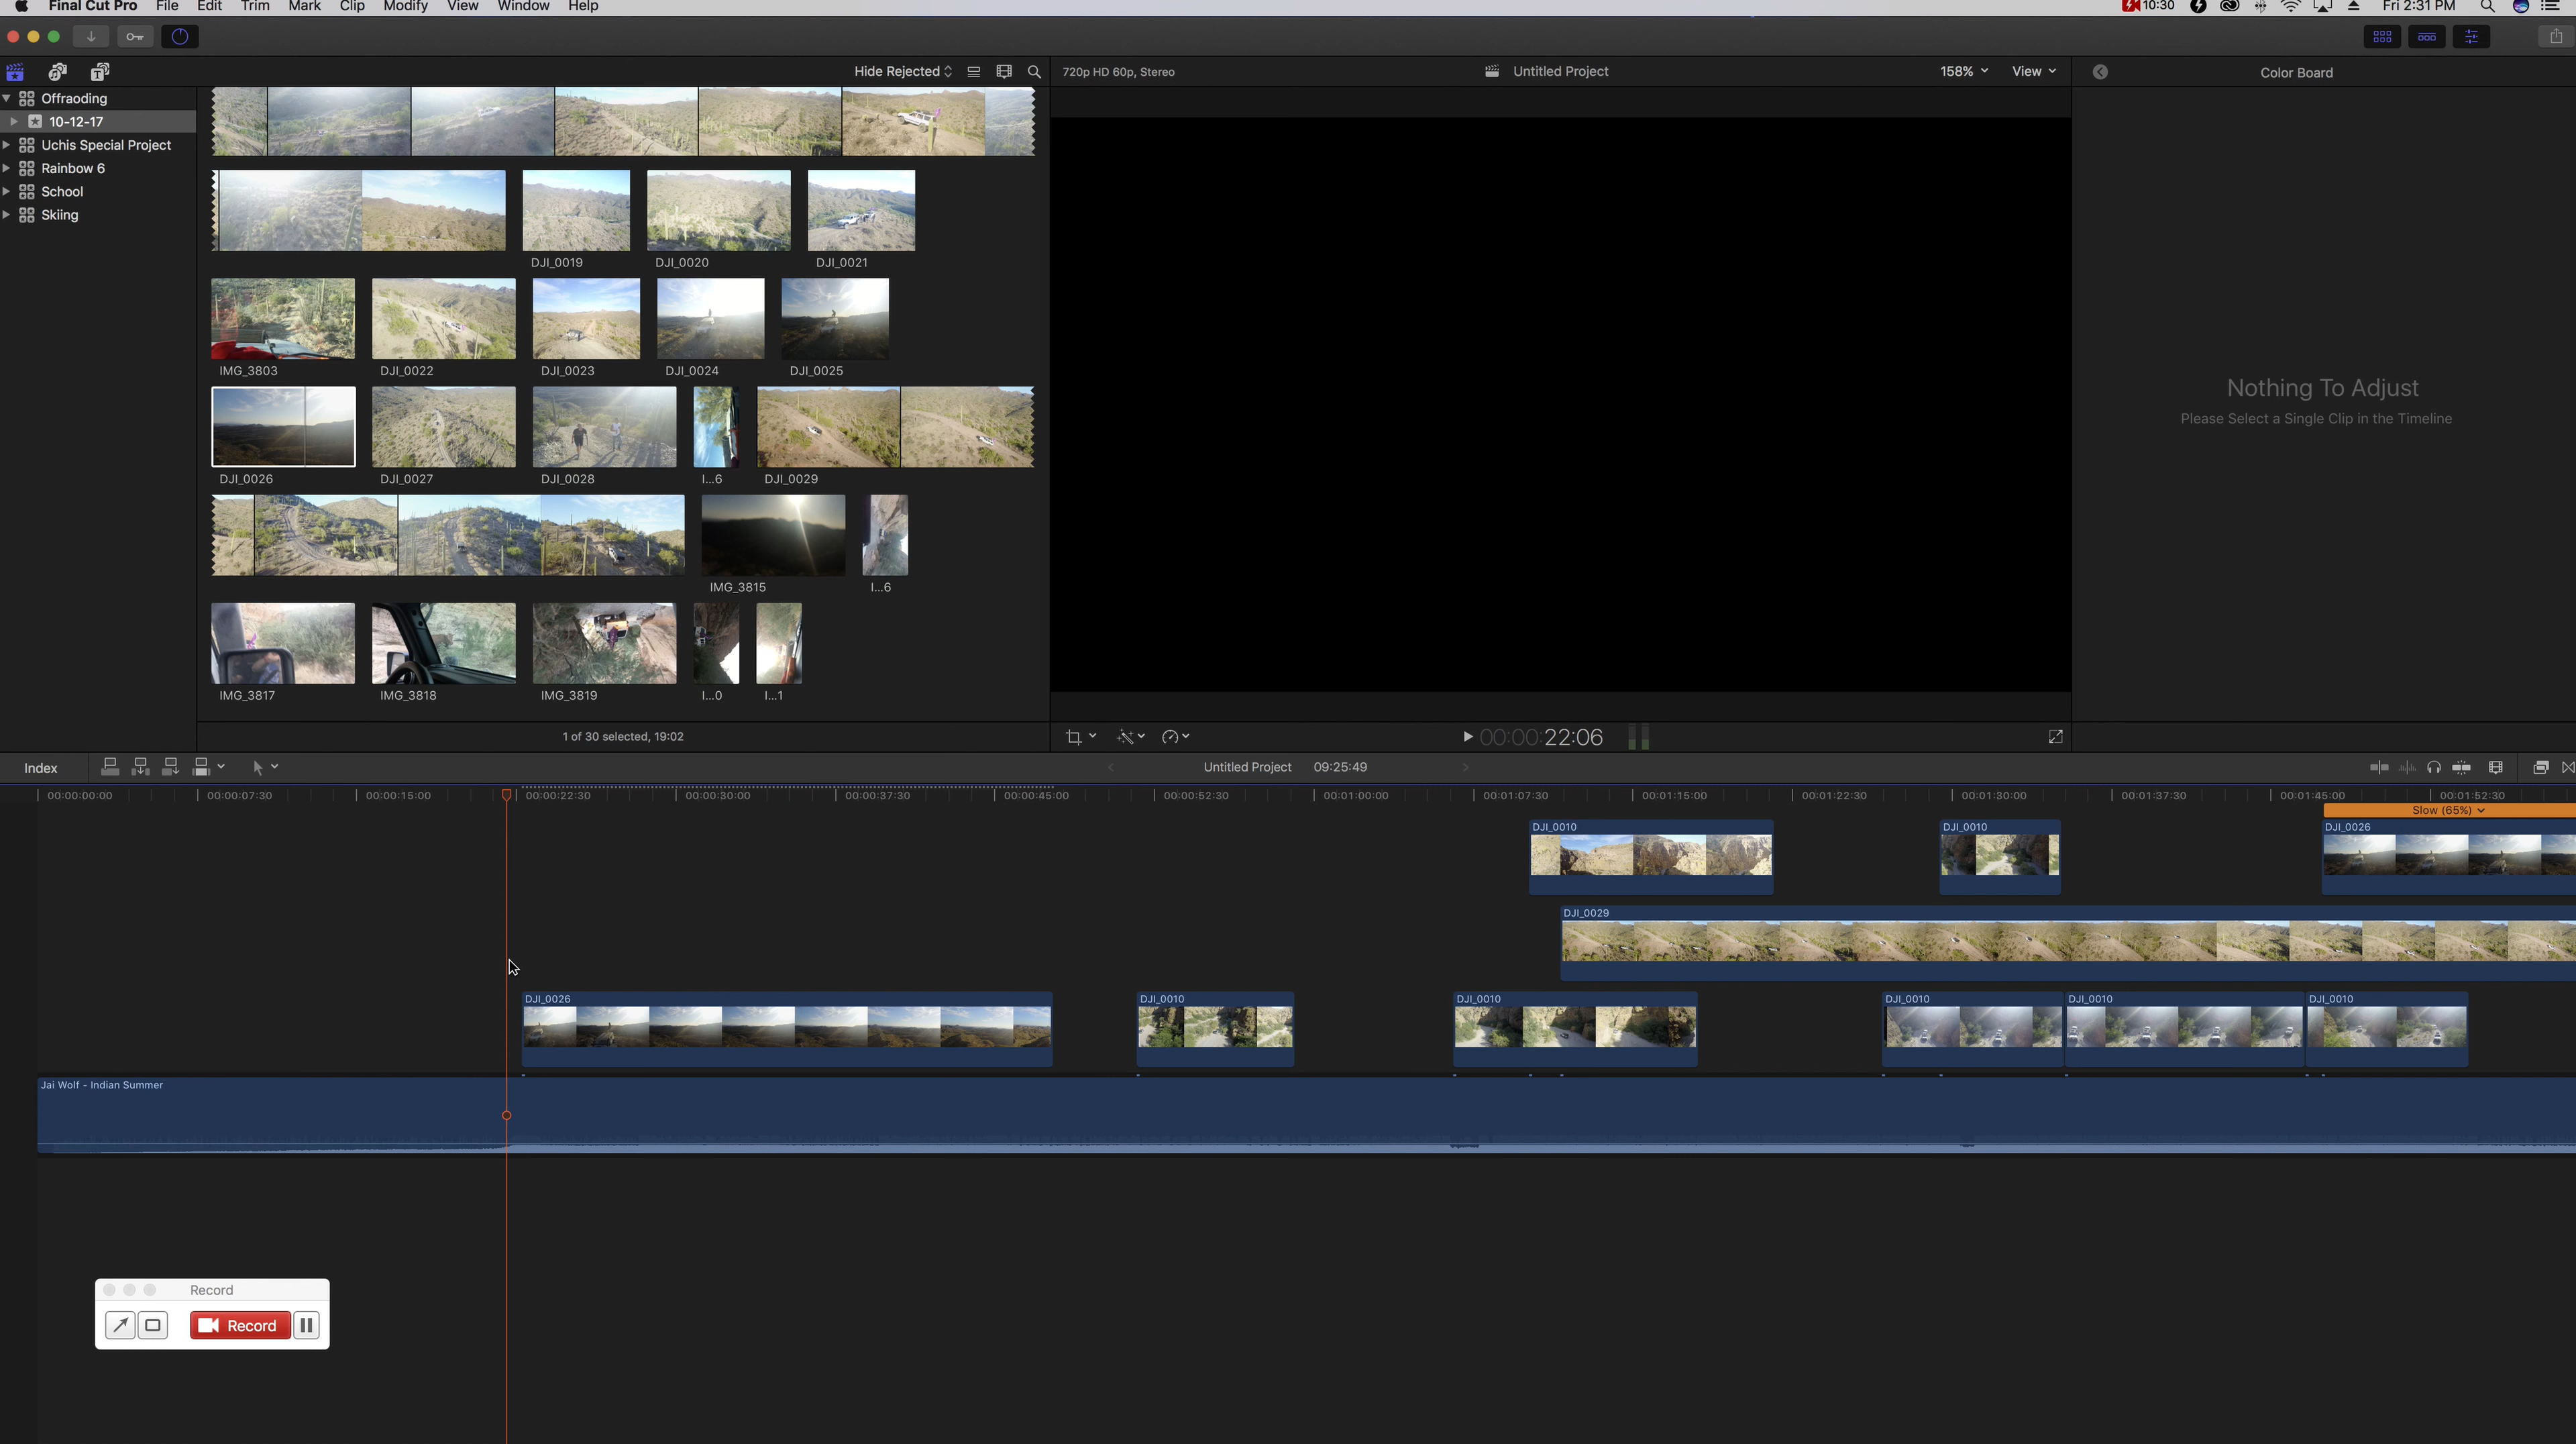 Final Cut Pro File Edit Trim Mark Clip Modify View Window Help 10:30 Fri 2:31 PM
Hide Rejected 720p HD 60p, Stereo Untitled Project 158% View Color Board
Offraoding
10-12-17
Uchis Special Project
Rainbow 6
School
Skiing
DJI_0019 DJI_0020 DJI_0021
IMG_3803 DJI_0022 DJI_0023 DJI_0024 DJI_0025
DJI_0026 DJI_0027 DJI_0028 I...6 DJI_0029
IMG_3815 I...6
IMG_3817 IMG_3818 IMG_3819 I...0 I...1
Nothing To Adjust
Please Select a Single Clip in the Timeline
1 of 30 selected, 19:02
00:00:00:22:06
Index Untitled Project 09:25:49
00:00:00:00 00:00:07:30 00:00:15:00 00:00:22:30 00:00:30:00 00:00:37:30 00:00:45:00 00:00:52:30 00:01:00:00 00:01:07:30 00:01:15:00 00:01:22:30 00:01:30:00 00:01:37:30 00:01:45:00 00:01:52:30
Slow (65%)
DJI_0010 DJI_0010 DJI_0026
DJI_0029
DJI_0026 DJI_0010 DJI_0010 DJI_0010 DJI_0010 DJI_0010
Jai Wolf - Indian Summer
Record
Record